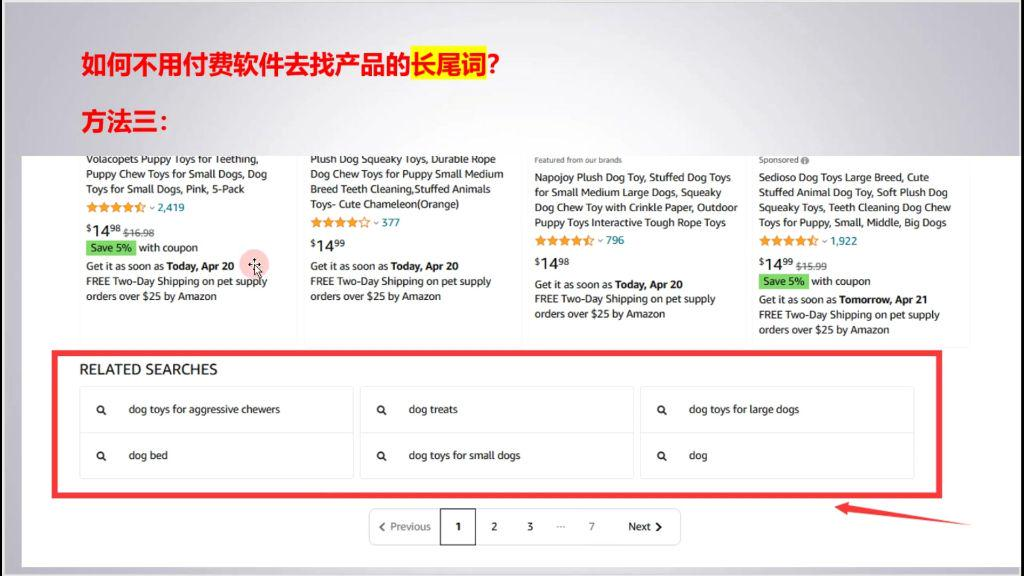 如何不用付费软件去找产品的长尾词?
方法三：
Volacopets Puppy Toys for Teething,
Puppy Chew Toys for Small Dogs, Dog
Toys for Small Dogs, Pink, 5-Pack
2,419
$14.98 $16.98
Save 5% with coupon
Get it as soon as Today, Apr 20
FREE Two-Day Shipping on pet supply
orders over $25 by Amazon
Plush Dog Squeaky Toys, Durable Rope
Dog Chew Toys for Puppy Small Medium
Breed Teeth Cleaning,Stuffed Animals
Toys- Cute Chameleon(Orange)
377
$14.99
Get it as soon as Today, Apr 20
FREE Two-Day Shipping on pet supply
orders over $25 by Amazon
Featured from our brands
Napojoy Plush Dog Toy, Stuffed Dog Toys
for Small Medium Large Dogs, Squeaky
Dog Chew Toy with Crinkle Paper, Outdoor
Puppy Toys Interactive Tough Rope Toys
796
$14.98
Get it as soon as Today, Apr 20
FREE Two-Day Shipping on pet supply
orders over $25 by Amazon
Sponsored
Sedioso Dog Toys Large Breed, Cute
Stuffed Animal Dog Toy, Soft Plush Dog
Squeaky Toys, Teeth Cleaning Dog Chew
Toys for Puppy, Small, Middle, Big Dogs
1,922
$14.99 $15.99
Save 5% with coupon
Get it as soon as Tomorrow, Apr 21
FREE Two-Day Shipping on pet supply
orders over $25 by Amazon
RELATED SEARCHES
dog toys for aggressive chewers
dog treats
dog toys for large dogs
dog bed
dog toys for small dogs
dog
Previous 1 2 3 ... 7 Next